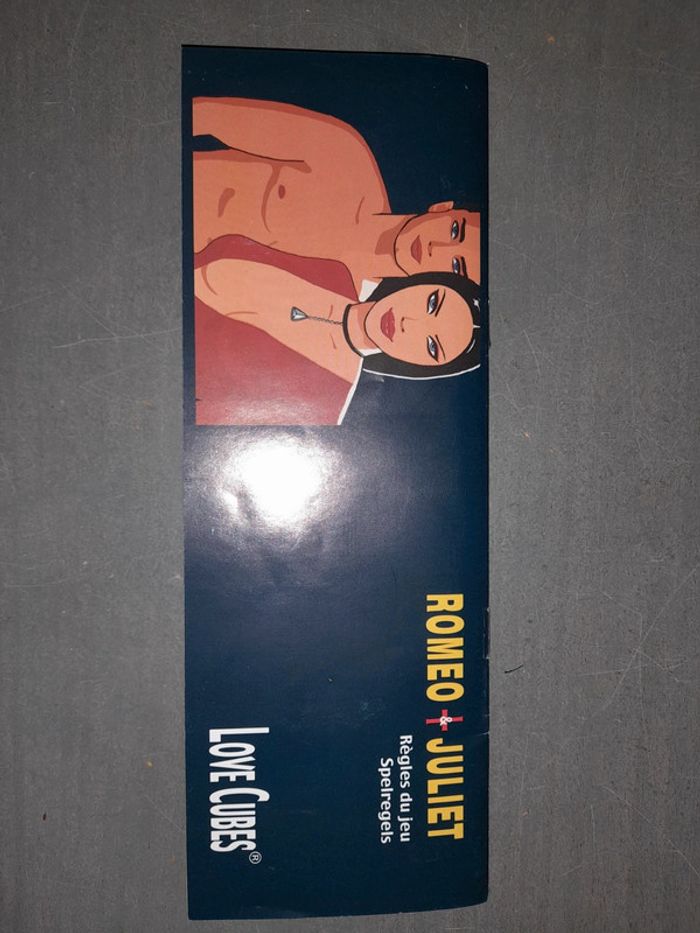 ROMEO & JULIET
Règles du jeu
Spelregels
LOVE CUBES®